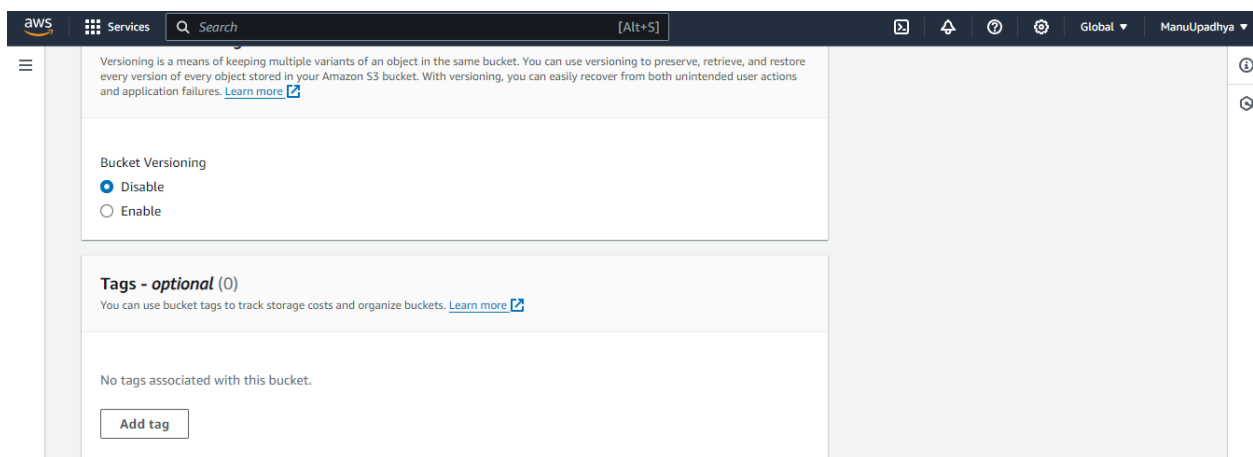 aws Services Search [Alt+S] Global ManuUpadhya
Versioning is a means of keeping multiple variants of an object in the same bucket. You can use versioning to preserve, retrieve, and restore
every version of every object stored in your Amazon S3 bucket. With versioning, you can easily recover from both unintended user actions
and application failures. Learn more
Bucket Versioning
Disable
Enable
Tags - optional (0)
You can use bucket tags to track storage costs and organize buckets. Learn more
No tags associated with this bucket.
Add tag